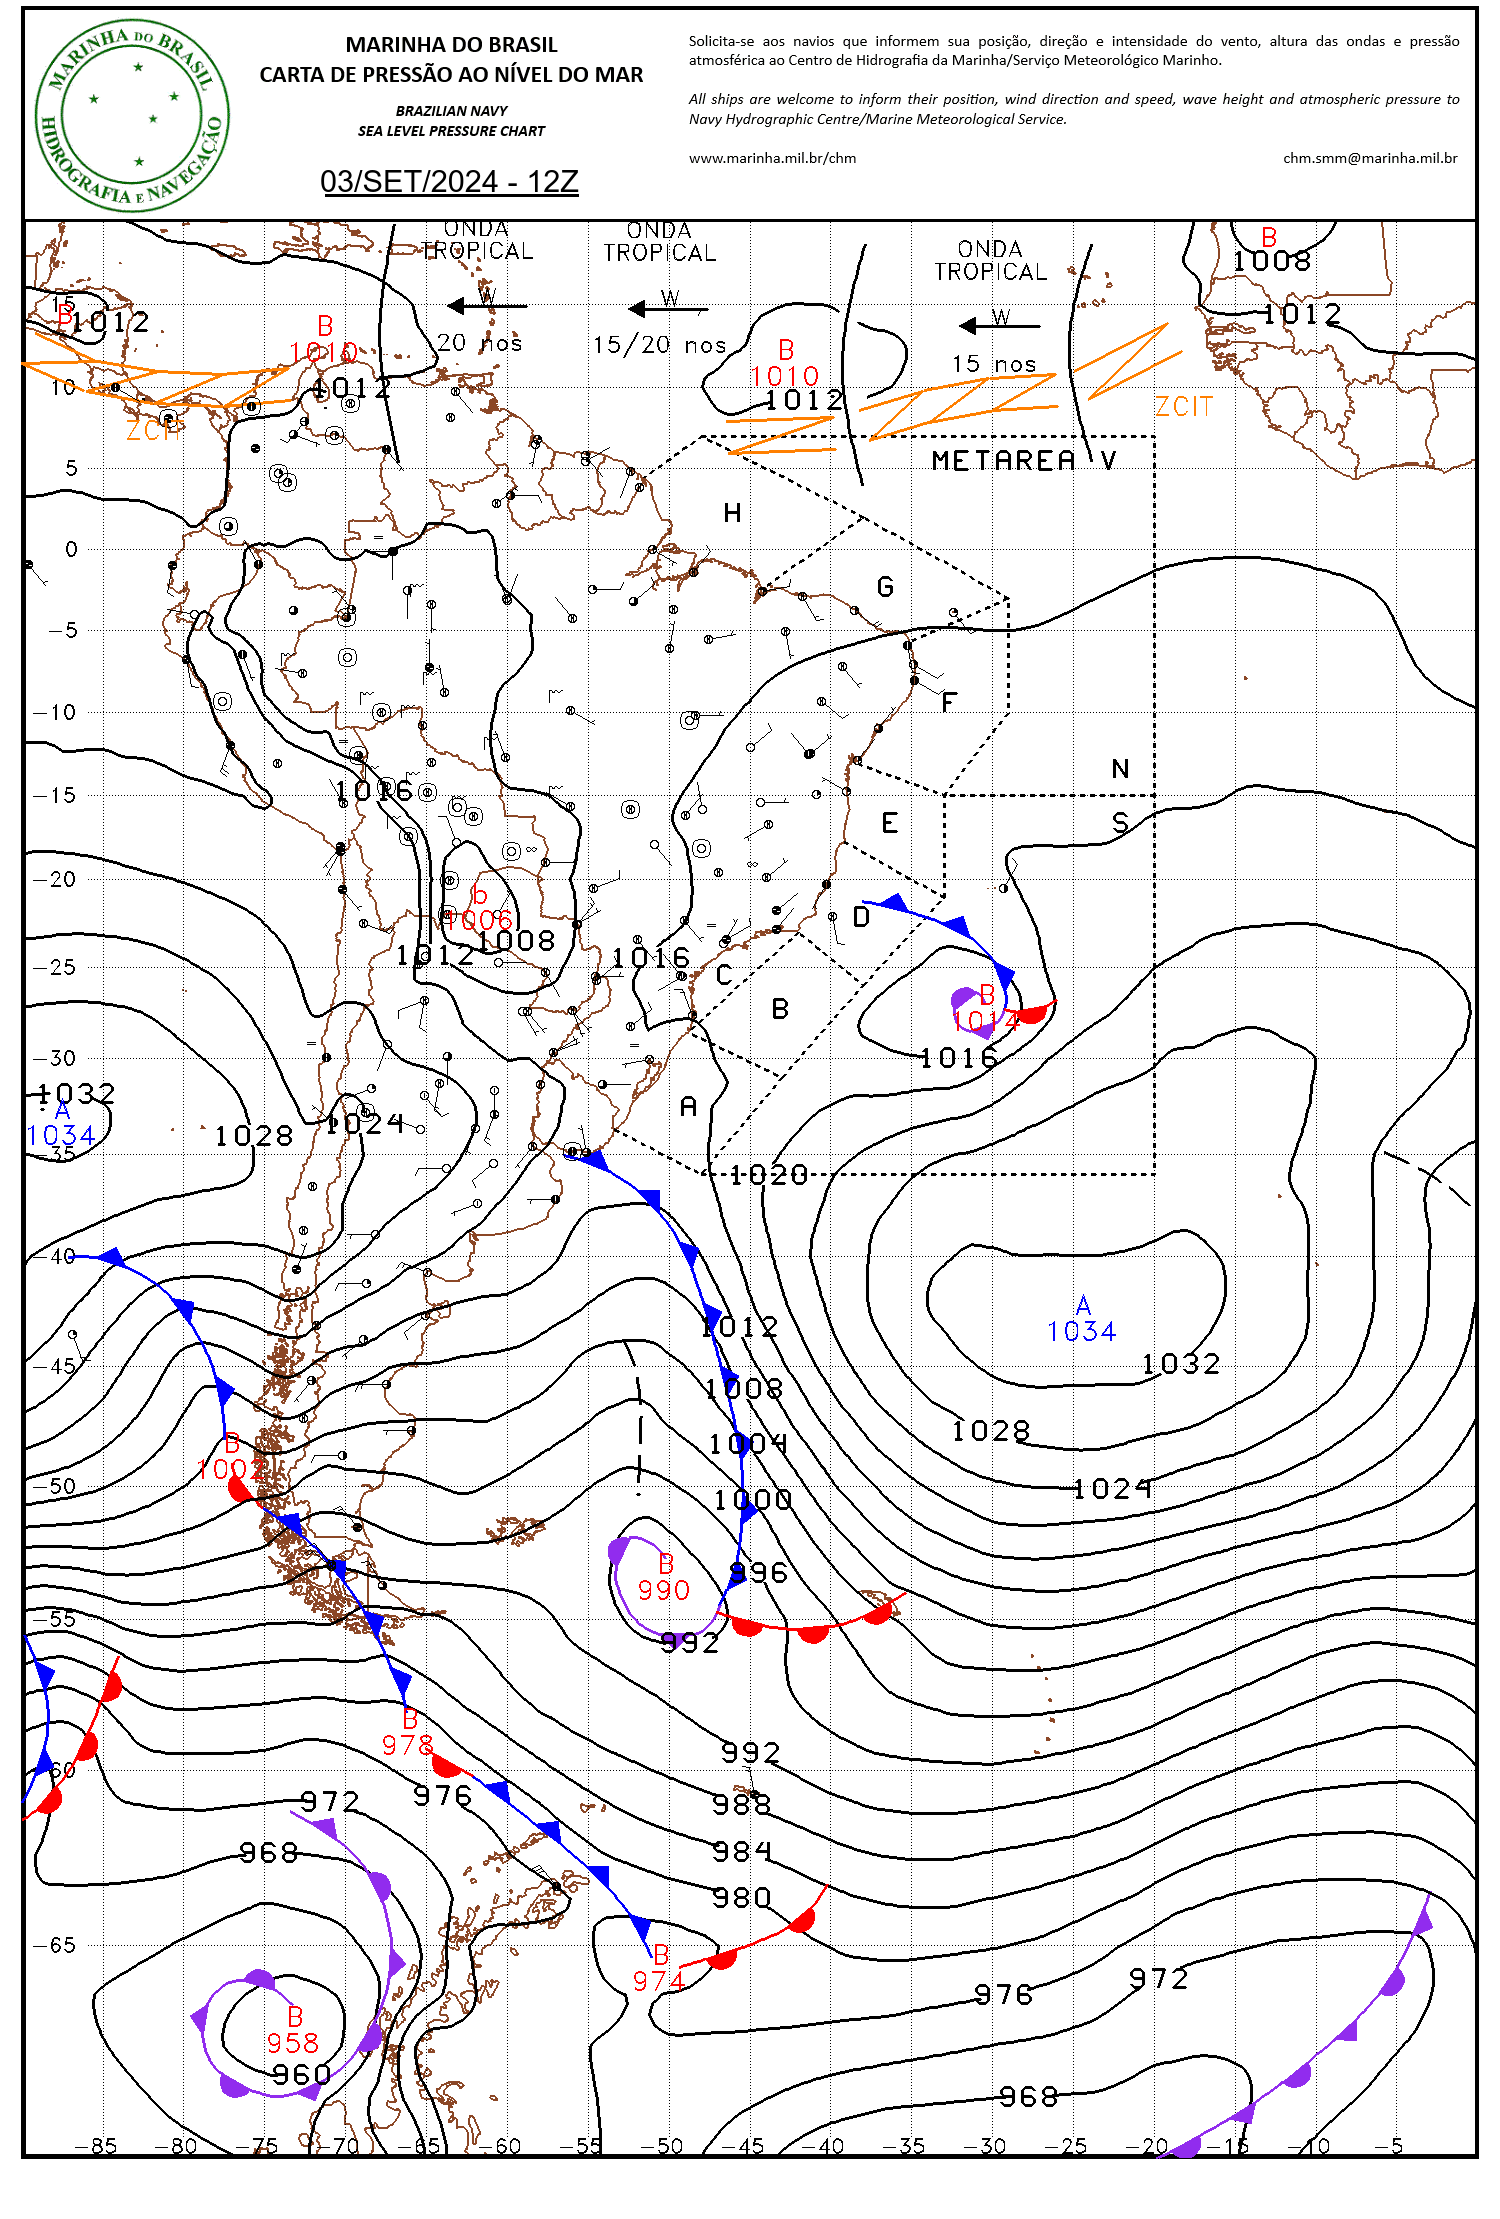 MARINHA DO BRASIL
HIDROGRAFIA E NAVEGAÇÃO
MARINHA DO BRASIL
CARTA DE PRESSÃO AO NÍVEL DO MAR
BRAZILIAN NAVY
SEA LEVEL PRESSURE CHART
03/SET/2024 - 12Z
Solicita-se aos navios que informem sua posição, direção e intensidade do vento, altura das ondas e pressão
atmosférica ao Centro de Hidrografia da Marinha/Serviço Meteorológico Marinho.
All ships are welcome to inform their position, wind direction and speed, wave height and atmospheric pressure to
Navy Hydrographic Centre/Marine Meteorological Service.
www.marinha.mil.br/chm
chm.smm@marinha.mil.br
ONDA
TROPICAL
ONDA
TROPICAL
ONDA
TROPICAL
B
1008
W
W
W
15
B
1012
B
1010
20 nos
15/20 nos
B
1010
15 nos
1012
10
1012
1012
ZCIT
ZCIT
5
METAREA V
H
0
G
-5
F
-10
N
-15
1016
E
S
-20
b
1006
D
1008
1012
1016
-25
C
B
B
1014
1016
-30
1032
A
1034
A
1024
1028
-35
1020
-40
A
1034
1012
1032
-45
1008
1028
B
1002
1004
-50
1000
1024
B
990
996
-55
992
B
978
992
-60
976
972
988
968
984
980
-65
B
974
972
976
B
958
960
968
-85
-80
-75
-70
-65
-60
-55
-50
-45
-40
-35
-30
-25
-20
-15
-10
-5